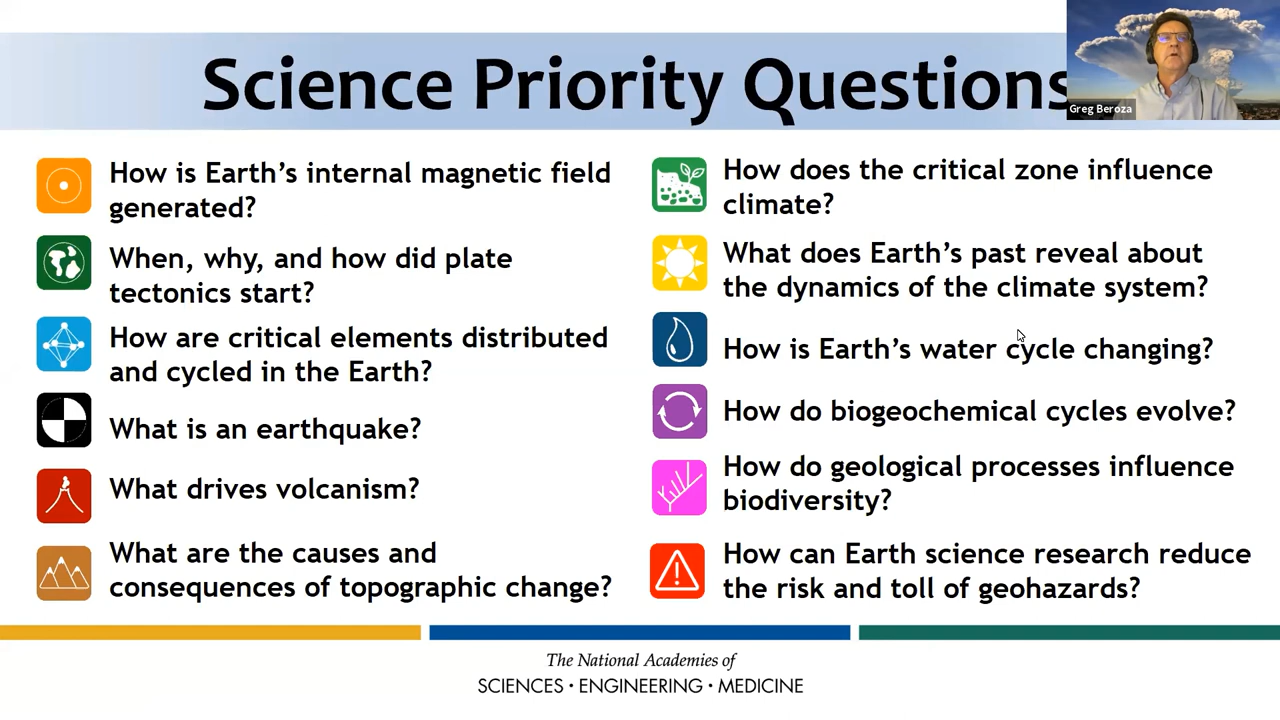 Science Priority Questions
Greg Beroza
How is Earth's internal magnetic field
generated?
When, why, and how did plate
tectonics start?
How are critical elements distributed
and cycled in the Earth?
What is an earthquake?
What drives volcanism?
What are the causes and
consequences of topographic change?
How does the critical zone influence
climate?
What does Earth's past reveal about
the dynamics of the climate system?
How is Earth's water cycle changing?
How do biogeochemical cycles evolve?
How do geological processes influence
biodiversity?
How can Earth science research reduce
the risk and toll of geohazards?
The National Academies of
SCIENCES • ENGINEERING • MEDICINE